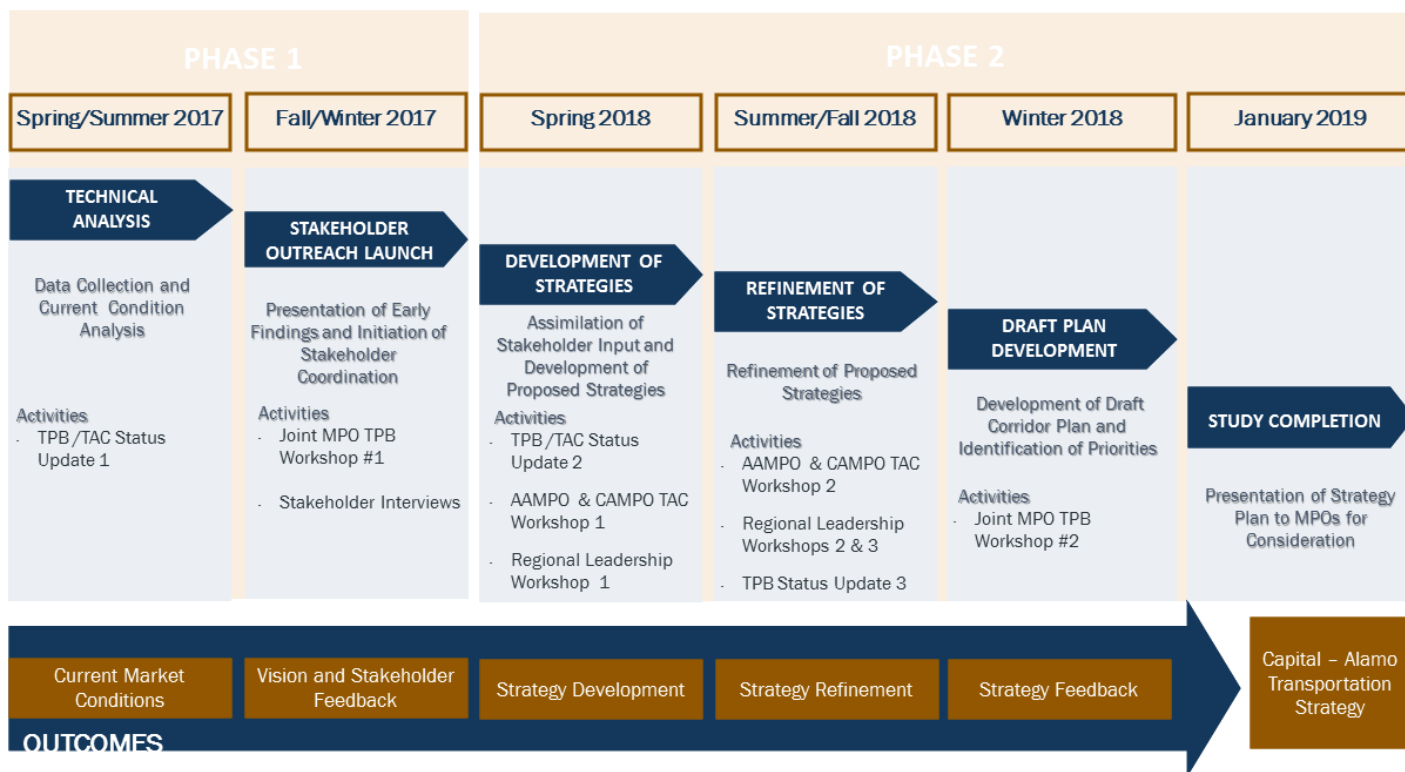 PHASE 1
PHASE 2
Spring/Summer 2017
Fall/Winter 2017
Spring 2018
Summer/Fall 2018
Winter 2018
January 2019
TECHNICAL
ANALYSIS
Data Collection and
Current Condition
Analysis
Activities
- TPB/TAC Status
Update 1
STAKEHOLDER
OUTREACH LAUNCH
Presentation of Early
Findings and Initiation of
Stakeholder
Coordination
Activities
- Joint MPO TPB
Workshop #1
- Stakeholder Interviews
DEVELOPMENT OF
STRATEGIES
Assimilation of
Stakeholder Input and
Development of
Proposed Strategies
Activities
- TPB/TAC Status
Update 2
- AAMPO & CAMPO TAC
Workshop 1
- Regional Leadership
Workshop 1
REFINEMENT OF
STRATEGIES
Refinement of Proposed
Strategies
Activities
- AAMPO & CAMPO TAC
Workshop 2
- Regional Leadership
Workshops 2 & 3
- TPB Status Update 3
DRAFT PLAN
DEVELOPMENT
Development of Draft
Corridor Plan and
Identification of Priorities
Activities
- Joint MPO TPB
Workshop #2
STUDY COMPLETION
Presentation of Strategy
Plan to MPOs for
Consideration
Current Market
Conditions
Vision and Stakeholder
Feedback
Strategy Development
Strategy Refinement
Strategy Feedback
Capital – Alamo
Transportation
Strategy
OUTCOMES